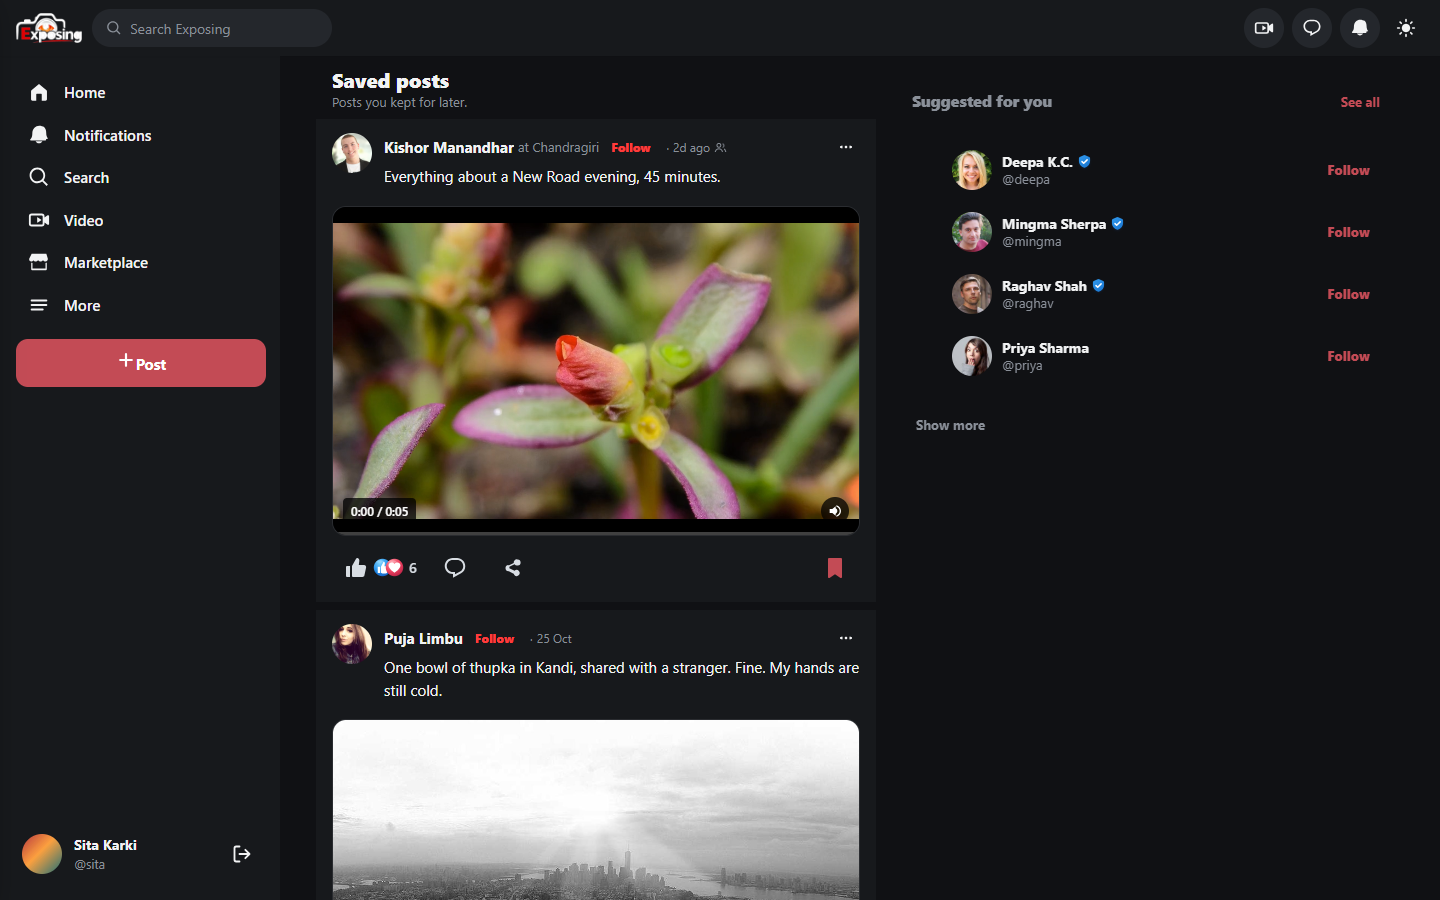 Exposing
Search Exposing
Home
Notifications
Search
Video
Marketplace
More
+ Post
Sita Karki
@sita
Saved posts
Posts you kept for later.
Kishor Manandhar at Chandragiri Follow · 2d ago
Everything about a New Road evening, 45 minutes.
0:00 / 0:05
6
Puja Limbu Follow · 25 Oct
One bowl of thupka in Kandi, shared with a stranger. Fine. My hands are
still cold.
Suggested for you See all
Deepa K.C.
@deepa
Follow
Mingma Sherpa
@mingma
Follow
Raghav Shah
@raghav
Follow
Priya Sharma
@priya
Follow
Show more